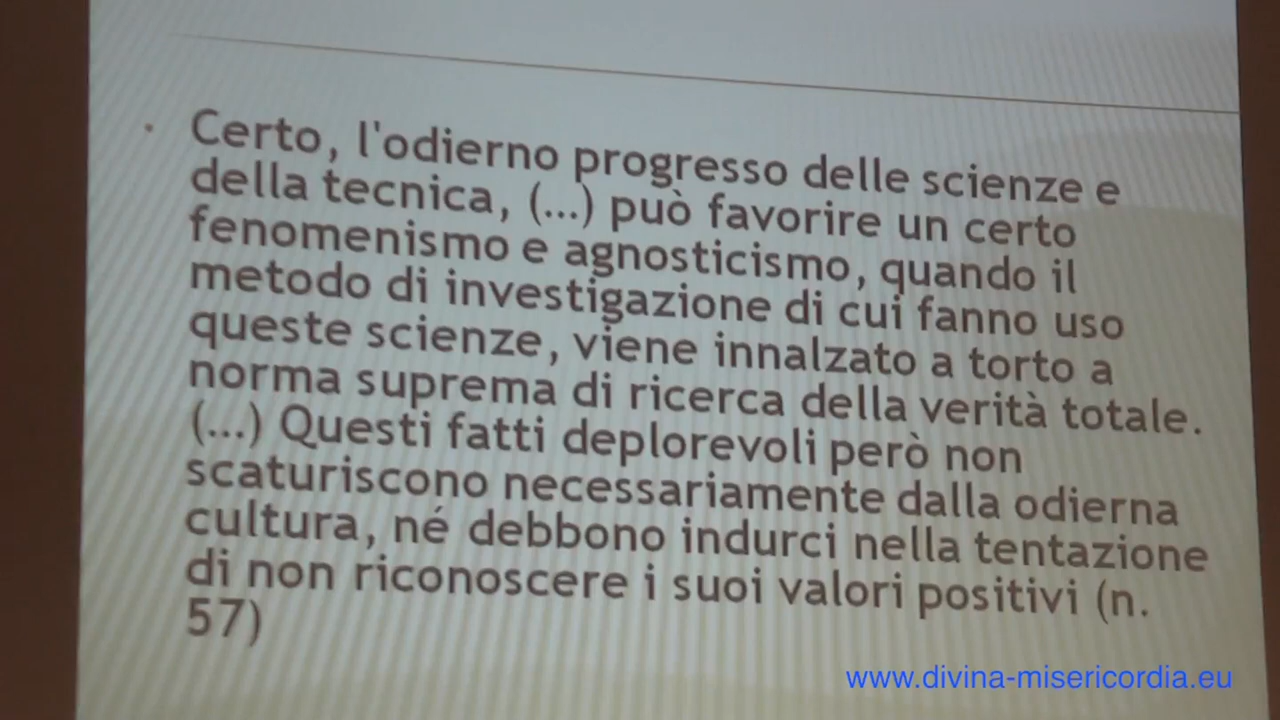 • Certo, l'odierno progresso delle scienze e
della tecnica, (...) può favorire un certo
fenomenismo e agnosticismo, quando il
metodo di investigazione di cui fanno uso
queste scienze, viene innalzato a torto a
norma suprema di ricerca della verità totale.
(...) Questi fatti deplorevoli però non
scaturiscono necessariamente dalla odierna
cultura, né debbono indurci nella tentazione
di non riconoscere i suoi valori positivi (n.
57)
www.divina-misericordia.eu